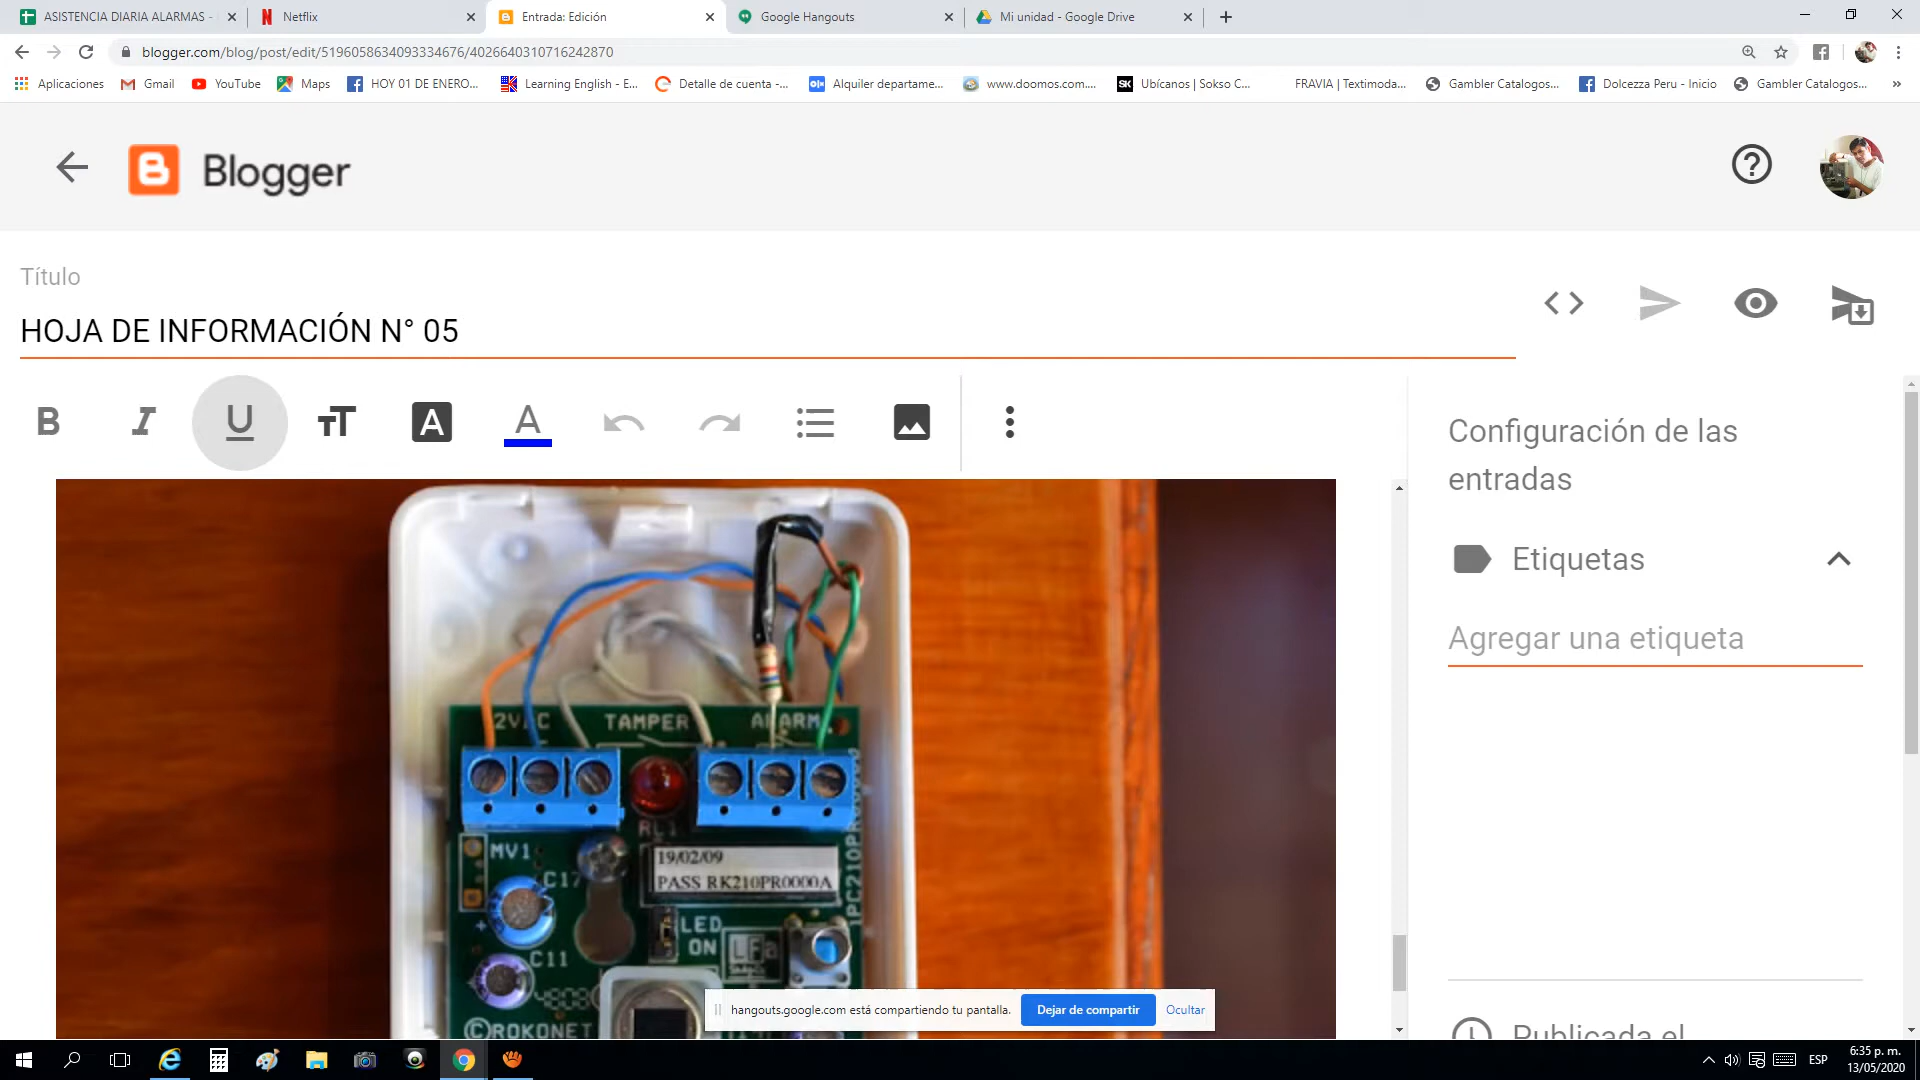 ASISTENCIA DIARIA ALARMAS -
Netflix
Entrada: Edición
Google Hangouts
Mi unidad - Google Drive
blogger.com/blog/post/edit/5196058634093334676/4026640310716242870
Aplicaciones
Gmail
YouTube
Maps
HOY 01 DE ENERO...
Learning English - E...
Detalle de cuenta -...
Alquiler departame...
www.doomos.com....
Ubícanos | Sokso C...
FRAVIA | Textimoda...
Gambler Catalogos...
Dolcezza Peru - Inicio
Gambler Catalogos...
Blogger
Título
HOJA DE INFORMACIÓN N° 05
Configuración de las
entradas
Etiquetas
Agregar una etiqueta
Publicada el
TAMPER
ALARM
RL1
MV1
19/02/09
PASS RK210PR0000A
C17
LED
ON
C11
©ROKONET
hangouts.google.com está compartiendo tu pantalla.
Dejar de compartir
Ocultar
ESP
6:35 p. m.
13/05/2020